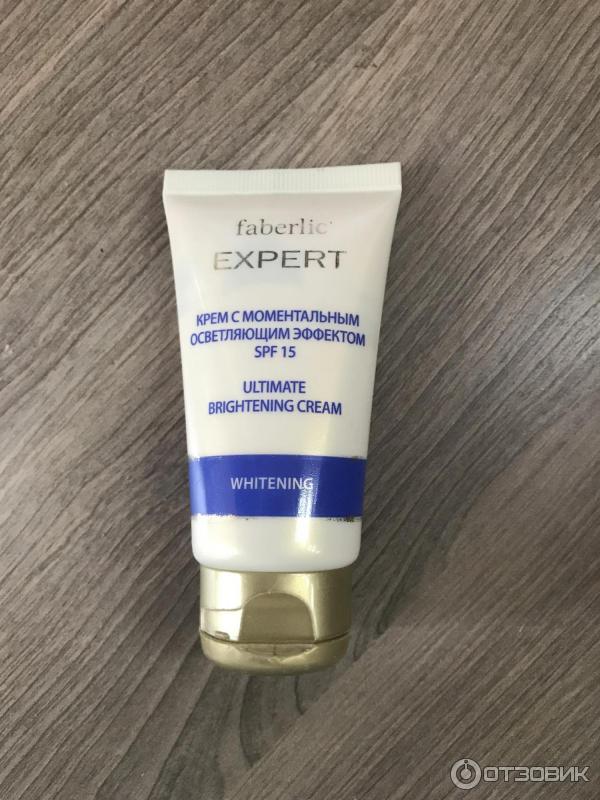 faberlic
EXPERT
КРЕМ С МОМЕНТАЛЬНЫМ
ОСВЕТЛЯЮЩИМ ЭФФЕКТОМ
SPF 15
ULTIMATE
BRIGHTENING CREAM
WHITENING
ОТЗОВИК